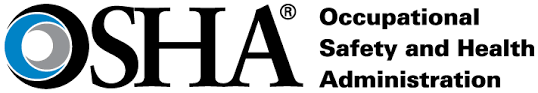 OSHA®
Occupational
Safety and Health
Administration